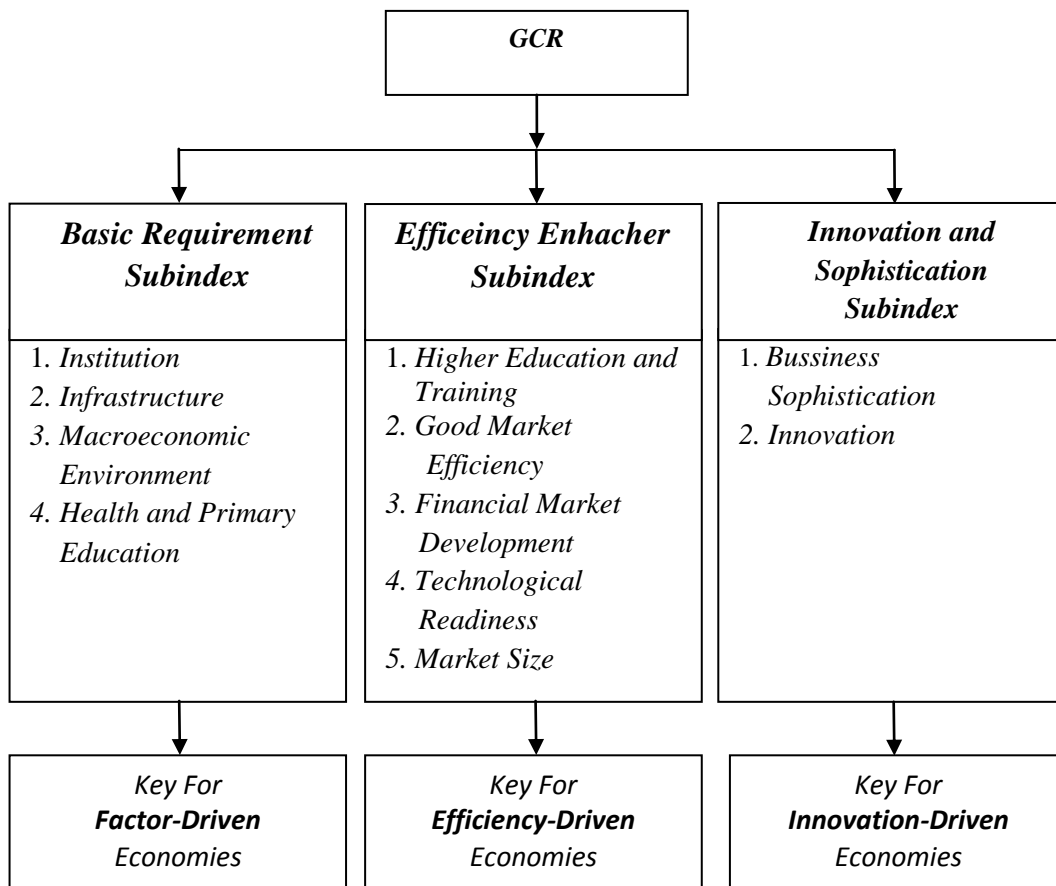 GCR
Basic Requirement
Subindex
Efficeincy Enhacher
Subindex
Innovation and
Sophistication
Subindex
1. Institution
2. Infrastructure
3. Macroeconomic
Environment
4. Health and Primary
Education
1. Higher Education and
Training
2. Good Market
Efficiency
3. Financial Market
Development
4. Technological
Readiness
5. Market Size
1. Bussiness
Sophistication
2. Innovation
Key For
Factor-Driven
Economies
Key For
Efficiency-Driven
Economies
Key For
Innovation-Driven
Economies